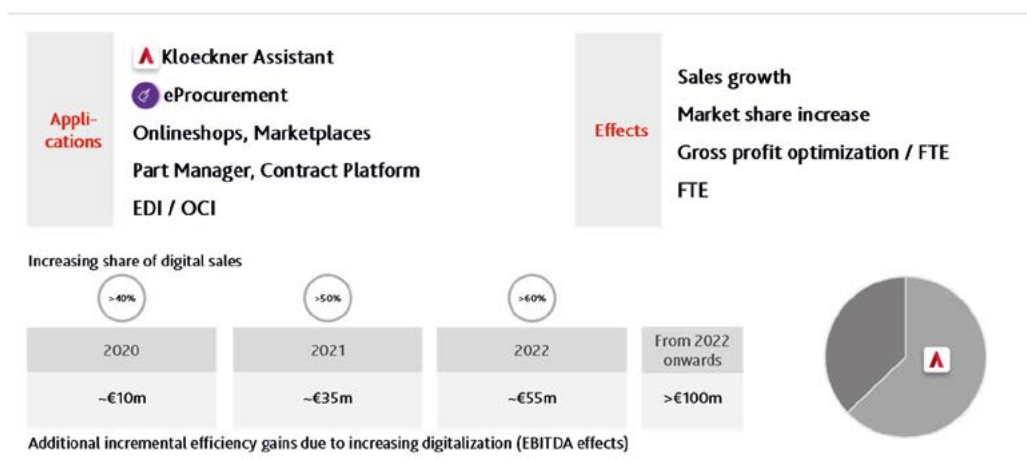 Appli-
cations
Kloeckner Assistant
eProcurement
Onlineshops, Marketplaces
Part Manager, Contract Platform
EDI / OCI
Effects
Sales growth
Market share increase
Gross profit optimization / FTE
FTE
Increasing share of digital sales
>40%
>50%
>60%
2020
2021
2022
From 2022
onwards
~€10m
~€35m
~€55m
>€100m
Additional incremental efficiency gains due to increasing digitalization (EBITDA effects)